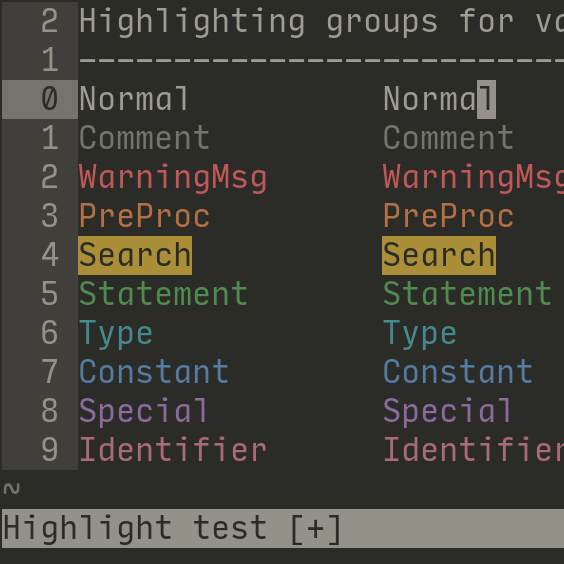 2 Highlighting groups for va
1 --------------------------
0 Normal Normal
1 Comment Comment
2 WarningMsg WarningMsg
3 PreProc PreProc
4 Search Search
5 Statement Statement
6 Type Type
7 Constant Constant
8 Special Special
9 Identifier Identifier
~
Highlight test [+]